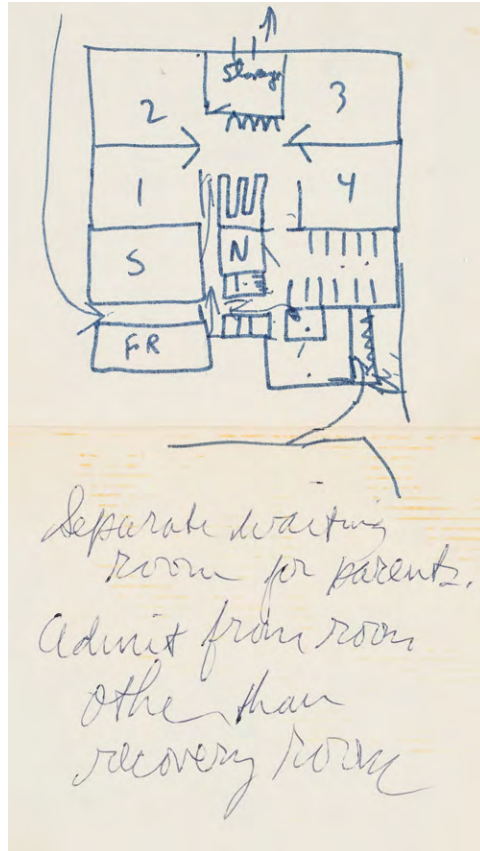 Storage
2
3
1
4
S
N
FR
Separate waiting
room for parents.
Admit from room
other than
recovery room